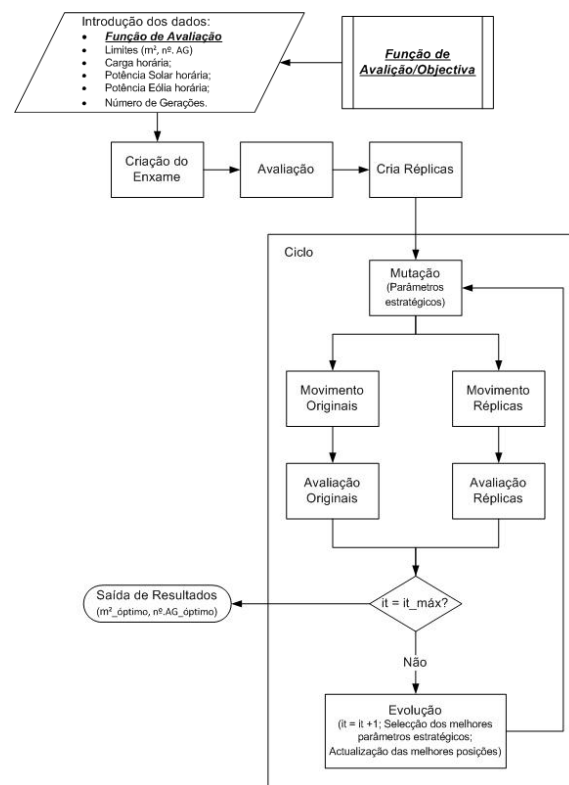 Introdução dos dados:
• Função de Avaliação
• Limites (m², nº. AG)
• Carga horária;
• Potência Solar horária;
• Potência Eólia horária;
• Número de Gerações.
Função de
Avalição/Objectiva
Criação do
Enxame
Avaliação
Cria Réplicas
Ciclo
Mutação
(Parâmetros
estratégicos)
Movimento
Originais
Movimento
Réplicas
Avaliação
Originais
Avaliação
Réplicas
it = it_máx?
Saída de Resultados
(m²_óptimo, nº.AG_óptimo)
Não
Evolução
(it = it +1; Selecção dos melhores
parâmetros estratégicos;
Actualização das melhores posições)